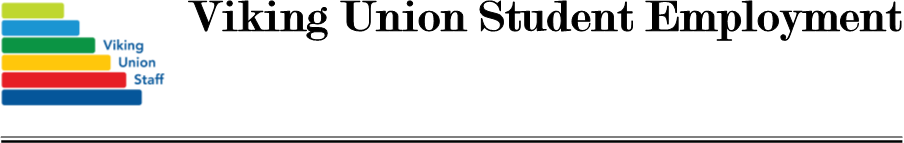 Viking Union Student Employment
Viking
Union
Staff